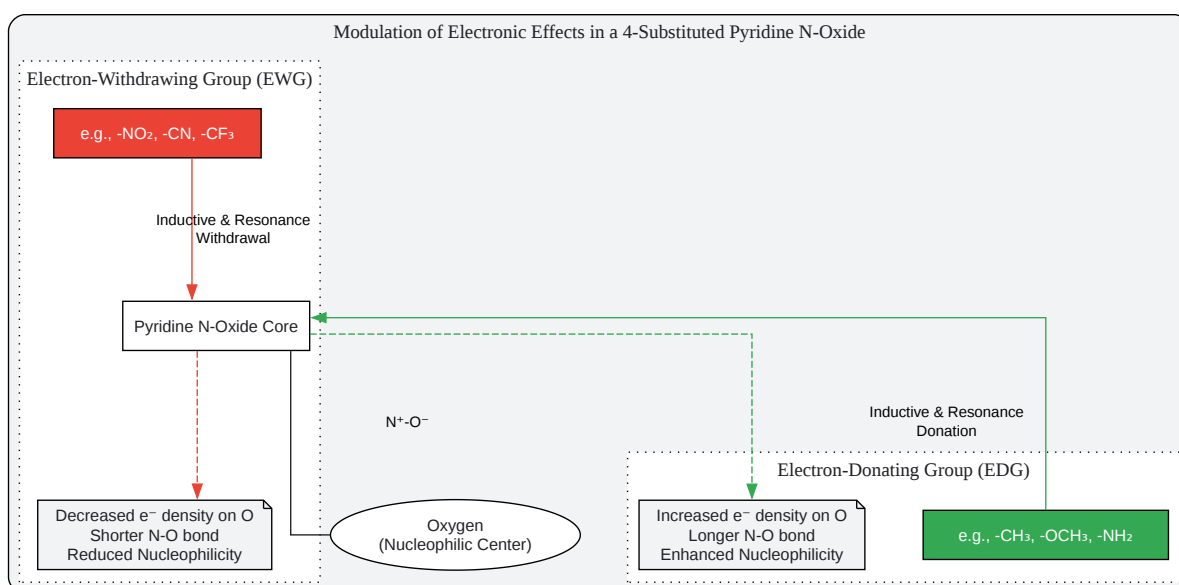 Modulation of Electronic Effects in a 4-Substituted Pyridine N-Oxide
Electron-Withdrawing Group (EWG)
e.g., -NO₂, -CN, -CF₃
Inductive & Resonance
Withdrawal
Pyridine N-Oxide Core
N⁺-O⁻
Inductive & Resonance
Donation
Electron-Donating Group (EDG)
Decreased e⁻ density on O
Shorter N-O bond
Reduced Nucleophilicity
Oxygen
(Nucleophilic Center)
Increased e⁻ density on O
Longer N-O bond
Enhanced Nucleophilicity
e.g., -CH₃, -OCH₃, -NH₂